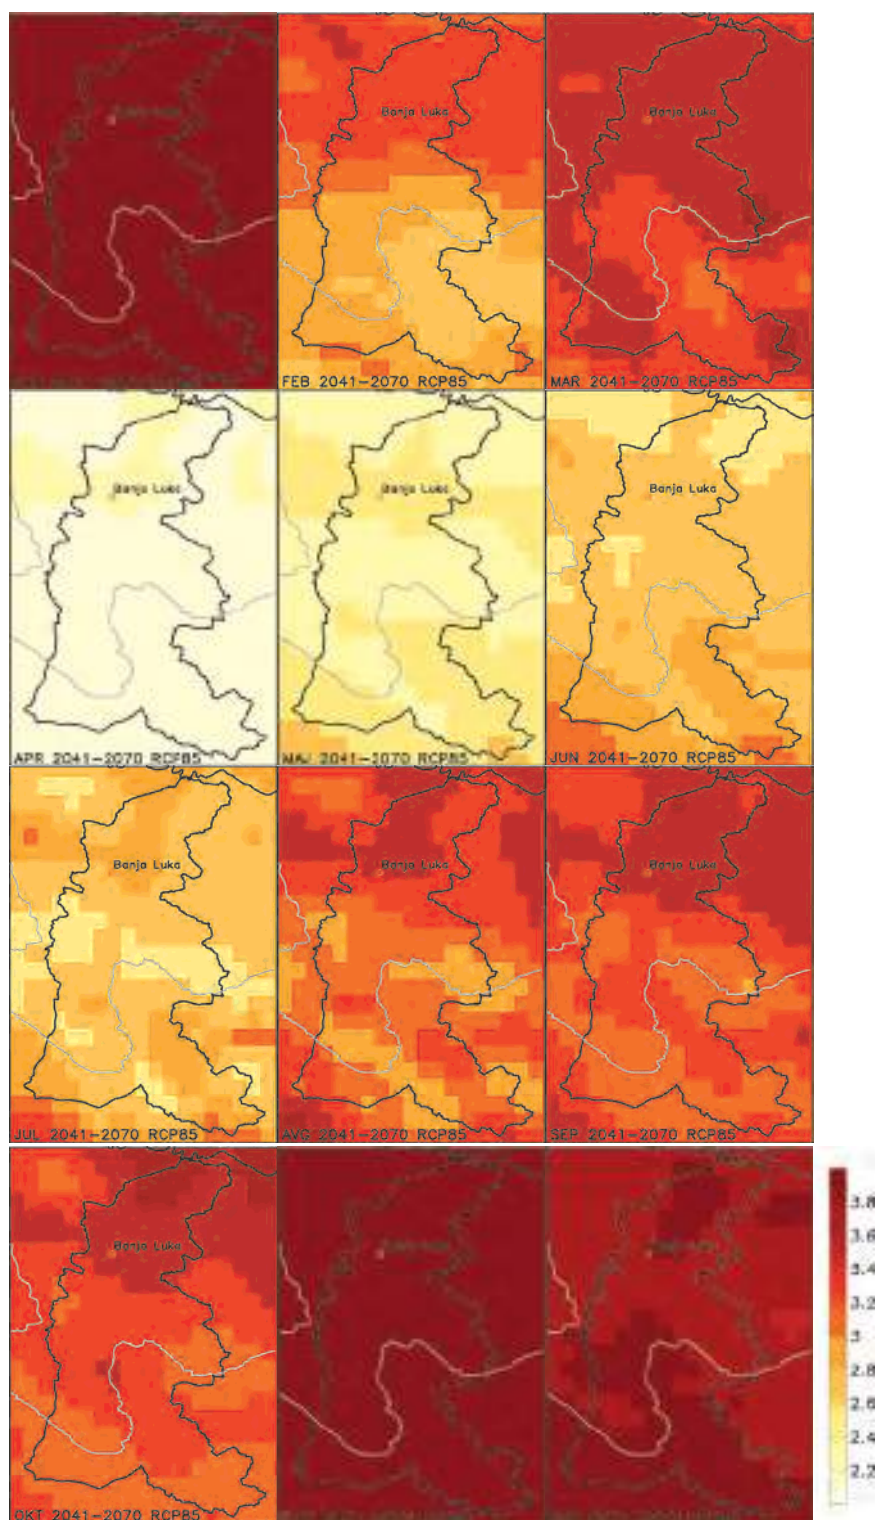 Banja Luka
Banja Luka
FEB 2041-2070 RCP85
MAR 2041-2070 RCP85
Banja Luka
Banja Luka
Banja Luka
APR 2041-2070 RCP85
MAJ 2041-2070 RCP85
JUN 2041-2070 RCP85
Banja Luka
Banja Luka
Banja Luka
JUL 2041-2070 RCP85
AVG 2041-2070 RCP85
SEP 2041-2070 RCP85
Banja Luka
OKT 2041-2070 RCP85
3.8
3.4
3.2
3
2.8
2.6
2.4
2.2